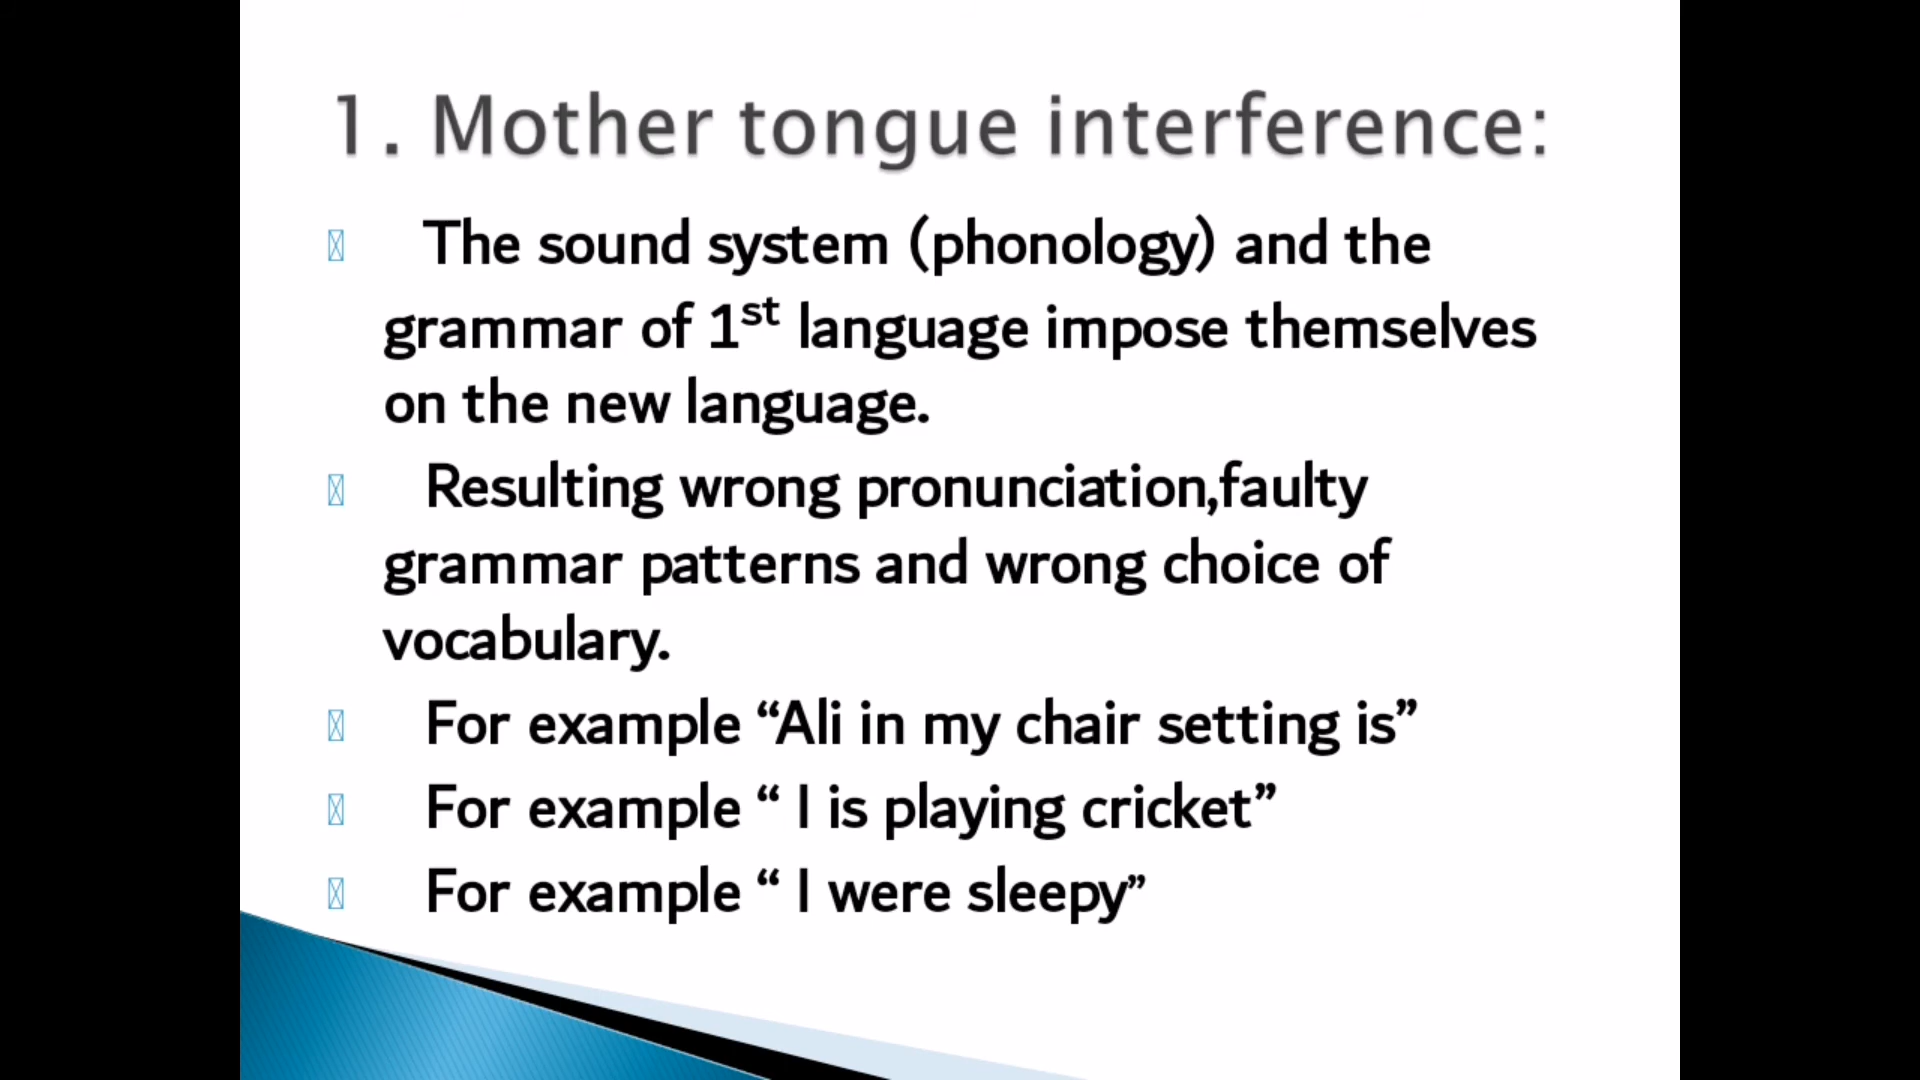 1. Mother tongue interference:
The sound system (phonology) and the
grammar of 1st language impose themselves
on the new language.
Resulting wrong pronunciation,faulty
grammar patterns and wrong choice of
vocabulary.
For example “Ali in my chair setting is”
For example “ I is playing cricket”
For example “ I were sleepy”